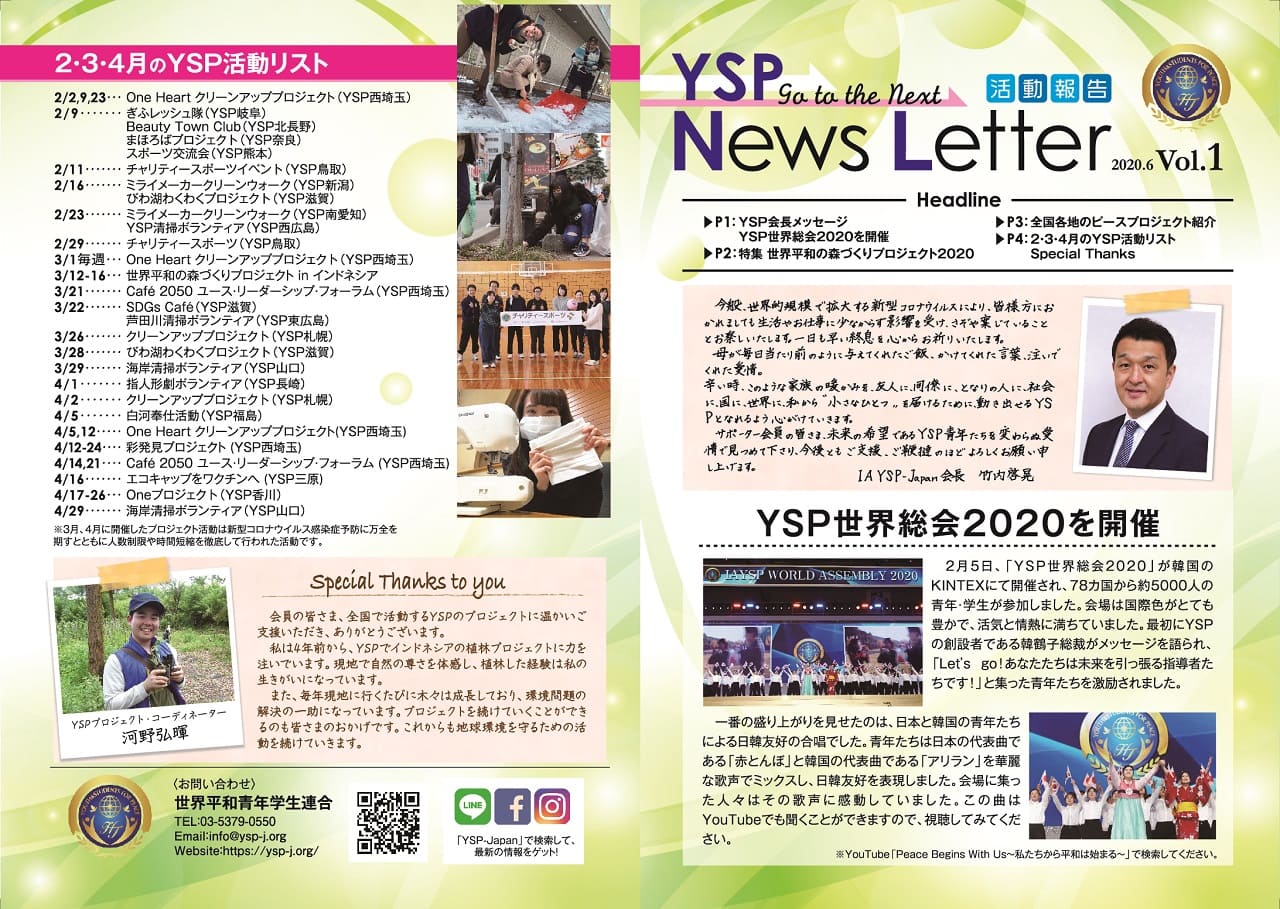 2・3・4月のYSP活動リスト
2/2,9,23… One Heart クリーンアッププロジェクト(YSP西埼玉)
2/9……. ぎふレッシュ隊(YSP岐阜)
Beauty Town Club(YSP北長野)
まほろばプロジェクト(YSP奈良)
スポーツ交流会(YSP熊本)
2/11……. チャリティースポーツイベント(YSP鳥取)
2/16……. ミライメーカークリーンウォーク(YSP新潟)
びわ湖わくわくプロジェクト(YSP滋賀)
2/23……. ミライメーカークリーンウォーク(YSP南愛知)
YSP清掃ボランティア(YSP西広島)
2/29……. チャリティースポーツ(YSP鳥取)
3/1毎週… One Heart クリーンアッププロジェクト(YSP西埼玉)
3/12-16… 世界平和の森づくりプロジェクト in インドネシア
3/21……. Café 2050 ユース・リーダーシップ・フォーラム(YSP西埼玉)
3/22……. SDGs Café(YSP滋賀)
芦田川清掃ボランティア(YSP東広島)
3/26……. クリーンアッププロジェクト(YSP札幌)
3/28……. びわ湖わくわくプロジェクト(YSP滋賀)
3/29……. 海岸清掃ボランティア(YSP山口)
4/1…….. 指人形劇ボランティア(YSP長崎)
4/2…….. クリーンアッププロジェクト(YSP札幌)
4/5…….. 白河奉仕活動(YSP福島)
4/5,12….. One Heart クリーンアッププロジェクト(YSP西埼玉)
4/12-24… 彩発見プロジェクト (YSP西埼玉)
4/14,21… Café 2050 ユース・リーダーシップ・フォーラム (YSP西埼玉)
4/16……. エコキャップをワクチンへ (YSP三原)
4/17-26… Oneプロジェクト(YSP香川)
4/29……. 海岸清掃ボランティア(YSP山口)
※3月、4月に開催したプロジェクト活動は新型コロナウイルス感染症予防に万全を
期すとともに人数制限や時間短縮を徹底して行われた活動です。
チャリティースポーツ
Special Thanks to you
会員の皆さま、全国で活動するYSPのプロジェクトに温かいご
支援いただき、ありがとうございます。
私は4年前から、YSPでインドネシアの植林プロジェクトに力を
注いでいます。現地で自然の尊さを体感し、植林した経験は私の
生きがいになっています。
また、毎年現地に行くたびに木々は成長しており、環境問題の
解決の一助になっています。プロジェクトを続けていくことができ
るのも皆さまのおかげです。これからも地球環境を守るための活
動を続けていきます。
YSPプロジェクト・コーディネーター
河野弘暉
〈お問い合わせ〉
世界平和青年学生連合
TEL:03-5379-0550
Email:info@ysp-j.org
Website:https://ysp-j.org/
LINE
「YSP-Japan」で検索して、
最新の情報をゲット!
YSP Go to the Next 活動報告
News Letter 2020.6 Vol.1
YOUTH&STUDENTS FOR PEACE
Headline
▶P1: YSP会長メッセージ
YSP世界総会2020を開催
▶P2: 特集 世界平和の森づくりプロジェクト2020
▶P3: 全国各地のピースプロジェクト紹介
▶P4: 2・3・4月のYSP活動リスト
Special Thanks
今般、世界的規模で拡大する新型コロナウイルスにより、皆様方にお
かれましても生活やお仕事に少なからず影響を受け、さぞや案じていること
とお察しいたします。一日も早い終息を心からお祈りいたします。
母が毎日当たり前のように与えてくれたご飯、かけてくれた言葉、注いで
くれた愛情。
辛い時、このような家族の暖かみを、友人に、同僚に、となりの人に、社会
に、国に、世界に、私から“小さなひとつ”を届けるために、動き出せるYS
Pとなれるよう心がけていきます。
サポーター会員の皆さま、未来の希望であるYSP青年たちを変わらぬ愛
情で見つめて下さり、今後ともご支援、ご鞭撻のほどよろしくお願い申
し上げます。
IAYSP-Japan会長 竹内啓晃
YSP世界総会2020を開催
IAYSP WORLD ASSEMBLY 2020
2月5日、「YSP世界総会2020」が韓国の
KINTEXにて開催され、78カ国から約5000人の
青年・学生が参加しました。会場は国際色がとても
豊かで、活気と情熱に満ちていました。最初にYSP
の創設者である韓鶴子総裁がメッセージを語られ、
「Let's go!あなたたちは未来を引っ張る指導者た
ちです!」と集った青年たちを激励されました。
一番の盛り上がりを見せたのは、日本と韓国の青年たち
による日韓友好の合唱でした。青年たちは日本の代表曲で
ある「赤とんぼ」と韓国の代表曲である「アリラン」を華麗
な歌声でミックスし、日韓友好を表現しました。会場に集っ
た人々はその歌声に感動していました。この曲は
YouTubeでも聞くことができますので、視聴してみてくだ
さい。
※YouTube「Peace Begins With Us~私たちから平和は始まる~」で検索してください。